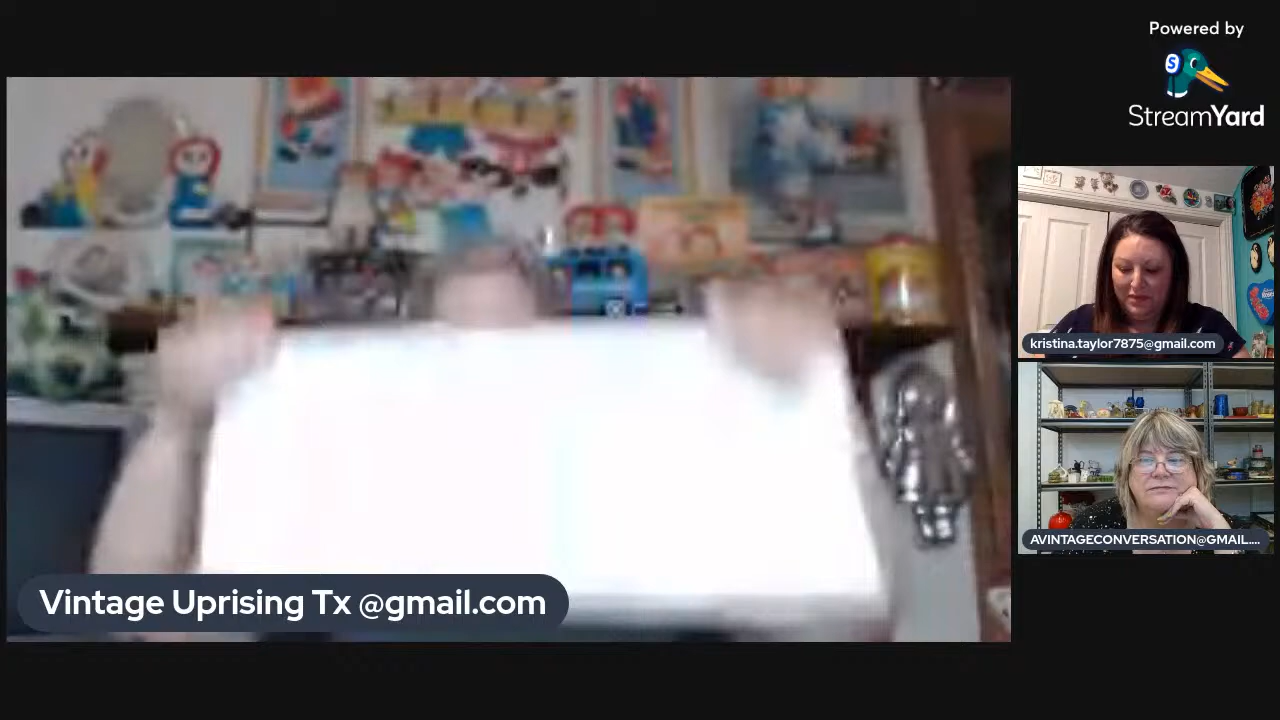 Powered by
StreamYard
kristina.taylor7875@gmail.com
AVINTAGECONVERSATION@GMAIL....
Vintage Uprising Tx @gmail.com